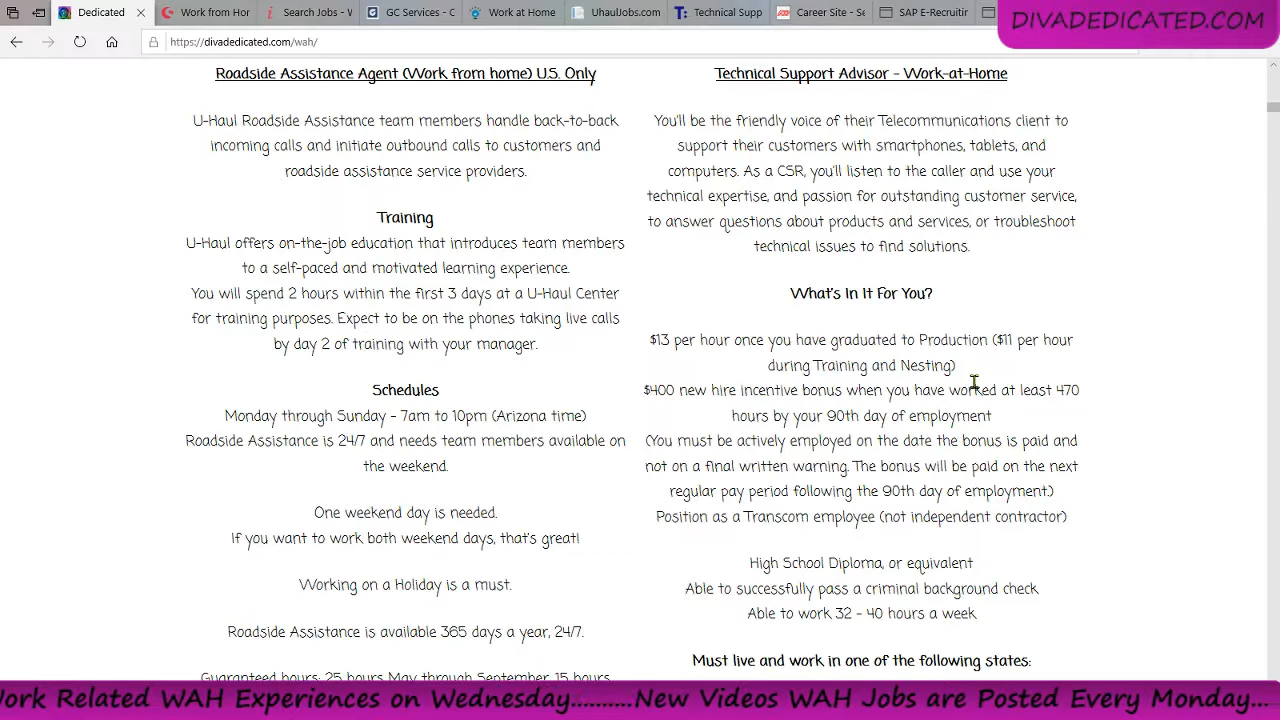 Dedicated
Work from Hor
Search Jobs - W
GC Services - C
Work at Home
UhaulJobs.com
Technical Supp
Career Site - S
SAP E-Recruitir
DIVADEDICATED.COM
https://divadedicated.com/wah/
Roadside Assistance Agent (Work from home) U.S. Only
U-Haul Roadside Assistance team members handle back-to-back
incoming calls and initiate outbound calls to customers and
roadside assistance service providers.
Training
U-Haul offers on-the-job education that introduces team members
to a self-paced and motivated learning experience.
You will spend 2 hours within the first 3 days at a U-Haul Center
for training purposes. Expect to be on the phones taking live calls
by day 2 of training with your manager.
Schedules
Monday through Sunday - 7am to 10pm (Arizona time)
Roadside Assistance is 24/7 and needs team members available on
the weekend.
One weekend day is needed.
If you want to work both weekend days, that's great!
Working on a Holiday is a must.
Roadside Assistance is available 365 days a year, 24/7.
Guaranteed hours: 25 hours May through September, 15 hours
Technical Support Advisor - Work-at-Home
You'll be the friendly voice of their Telecommunications client to
support their customers with smartphones, tablets, and
computers. As a CSR, you'll listen to the caller and use your
technical expertise, and passion for outstanding customer service,
to answer questions about products and services, or troubleshoot
technical issues to find solutions.
What's In It For You?
$13 per hour once you have graduated to Production ($11 per hour
during Training and Nesting)
$400 new hire incentive bonus when you have worked at least 470
hours by your 90th day of employment
(You must be actively employed on the date the bonus is paid and
not on a final written warning. The bonus will be paid on the next
regular pay period following the 90th day of employment.)
Position as a Transcom employee (not independent contractor)
High School Diploma, or equivalent
Able to successfully pass a criminal background check
Able to work 32 - 40 hours a week
Must live and work in one of the following states:
Work Related WAH Experiences on Wednesday..........New Videos WAH Jobs are Posted Every Monday...